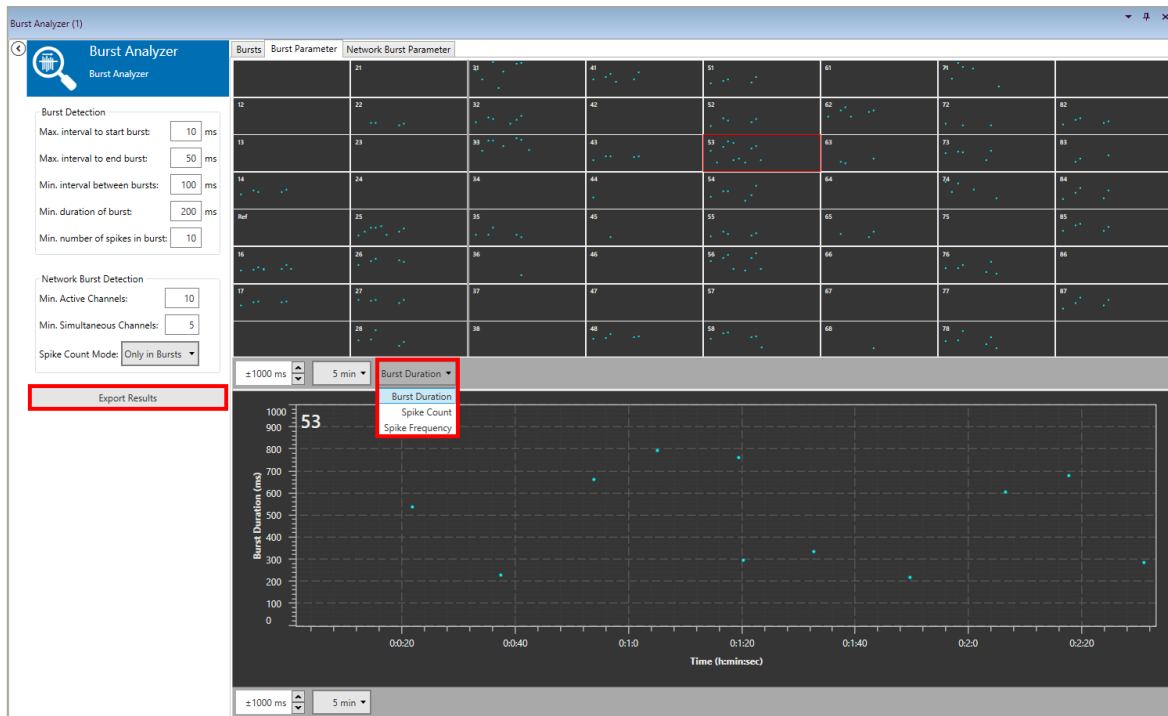 Burst Analyzer (1)
Burst Analyzer
Burst Analyzer
Burst Detection
Max. interval to start burst: 10 ms
Max. interval to end burst: 50 ms
Min. interval between bursts: 100 ms
Min. duration of burst: 200 ms
Min. number of spikes in burst: 10
Network Burst Detection
Min. Active Channels: 10
Min. Simultaneous Channels: 5
Spike Count Mode: Only in Bursts
Export Results
Bursts Burst Parameter Network Burst Parameter
21 31 41 51 61 71
12 22 32 42 52 62 72 82
13 23 33 43 53 63 73 83
14 24 34 44 54 64 74 84
Ref 25 35 45 55 65 75 85
16 26 36 46 56 66 76 86
17 27 37 47 57 67 77 87
28 38 48 58 68 78
±1000 ms 5 min Burst Duration
Burst Duration
Spike Count
Spike Frequency
53
1000
900
800
700
600
500
400
300
200
100
0
Burst Duration (ms)
0:0:20 0:0:40 0:1:0 0:1:20 0:1:40 0:2:0 0:2:20
Time (h:min:sec)
±1000 ms 5 min